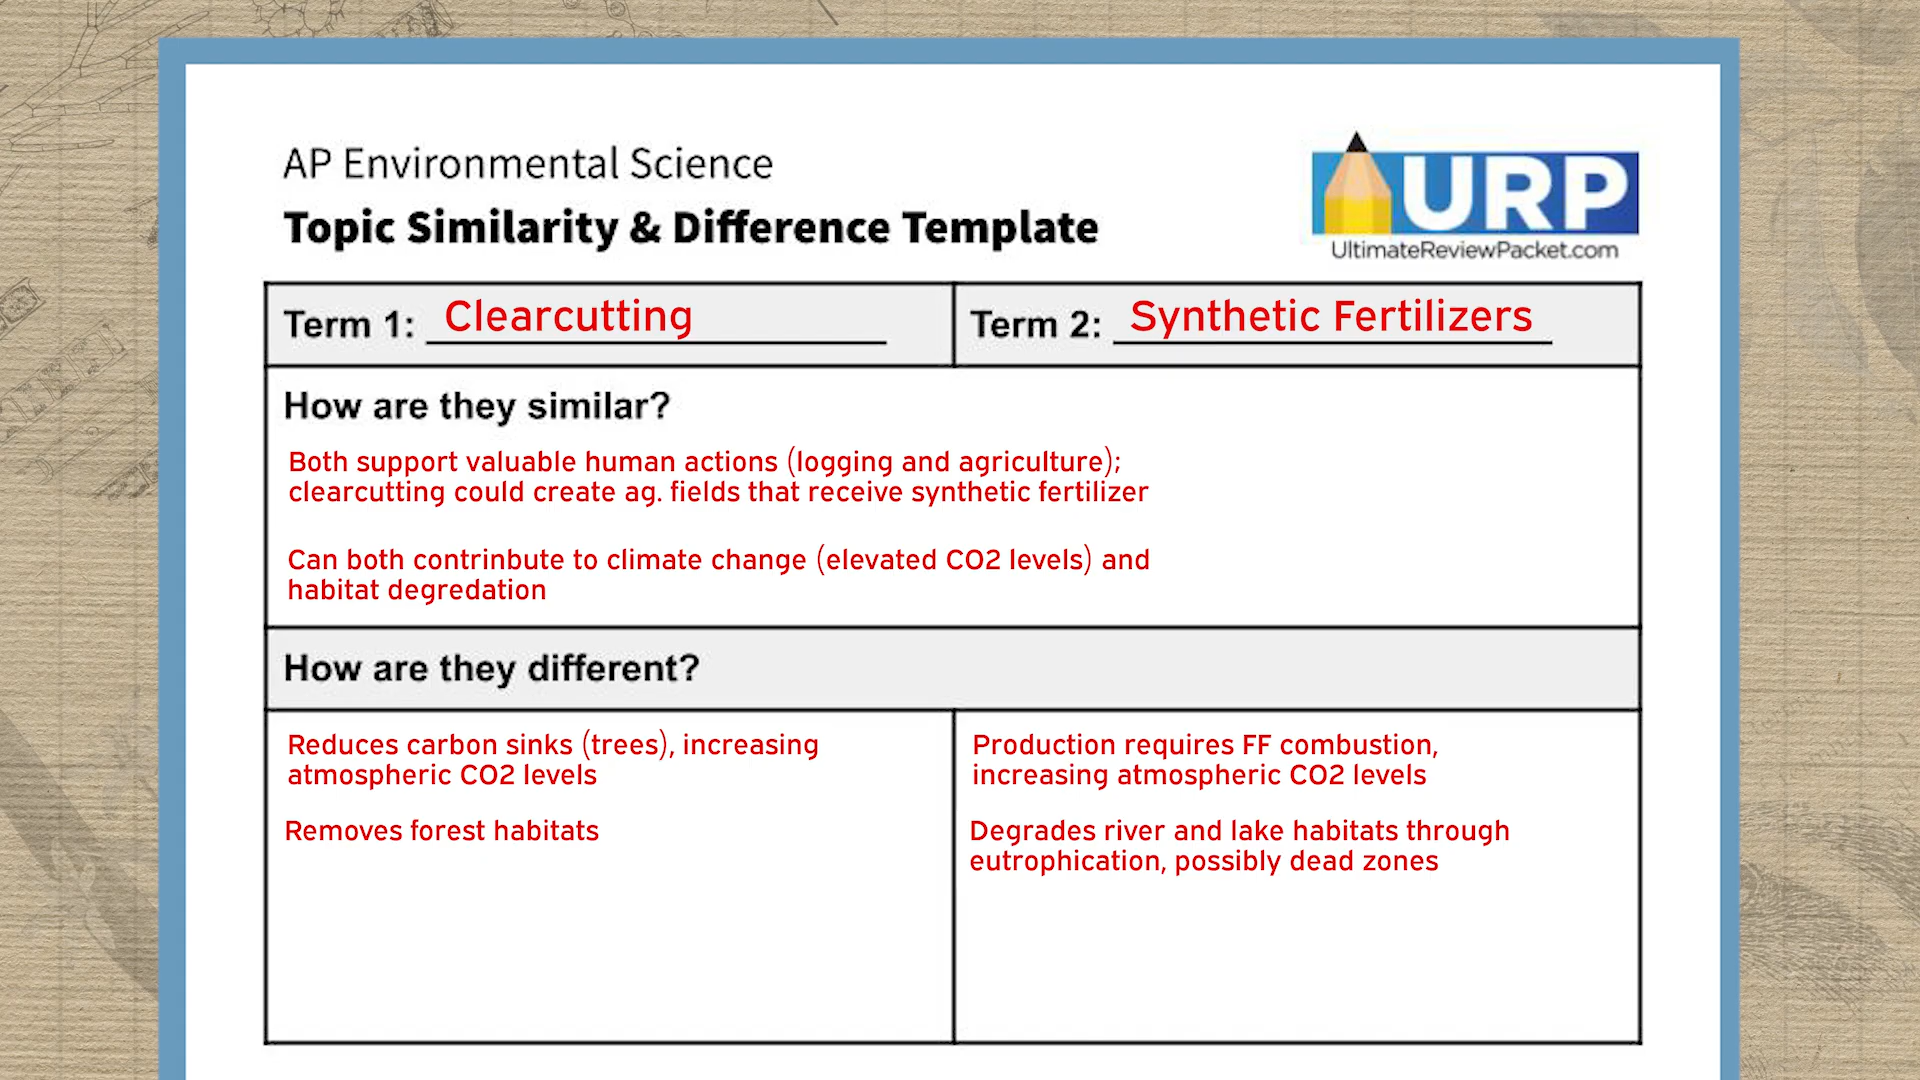 AP Environmental Science
Topic Similarity & Difference Template
URP
UltimateReviewPacket.com
Term 1: Clearcutting
Term 2: Synthetic Fertilizers
How are they similar?
Both support valuable human actions (logging and agriculture);
clearcutting could create ag. fields that receive synthetic fertilizer
Can both contrinbute to climate change (elevated CO2 levels) and
habitat degredation
How are they different?
Reduces carbon sinks (trees), increasing
atmospheric CO2 levels
Removes forest habitats
Production requires FF combustion,
increasing atmospheric CO2 levels
Degrades river and lake habitats through
eutrophication, possibly dead zones